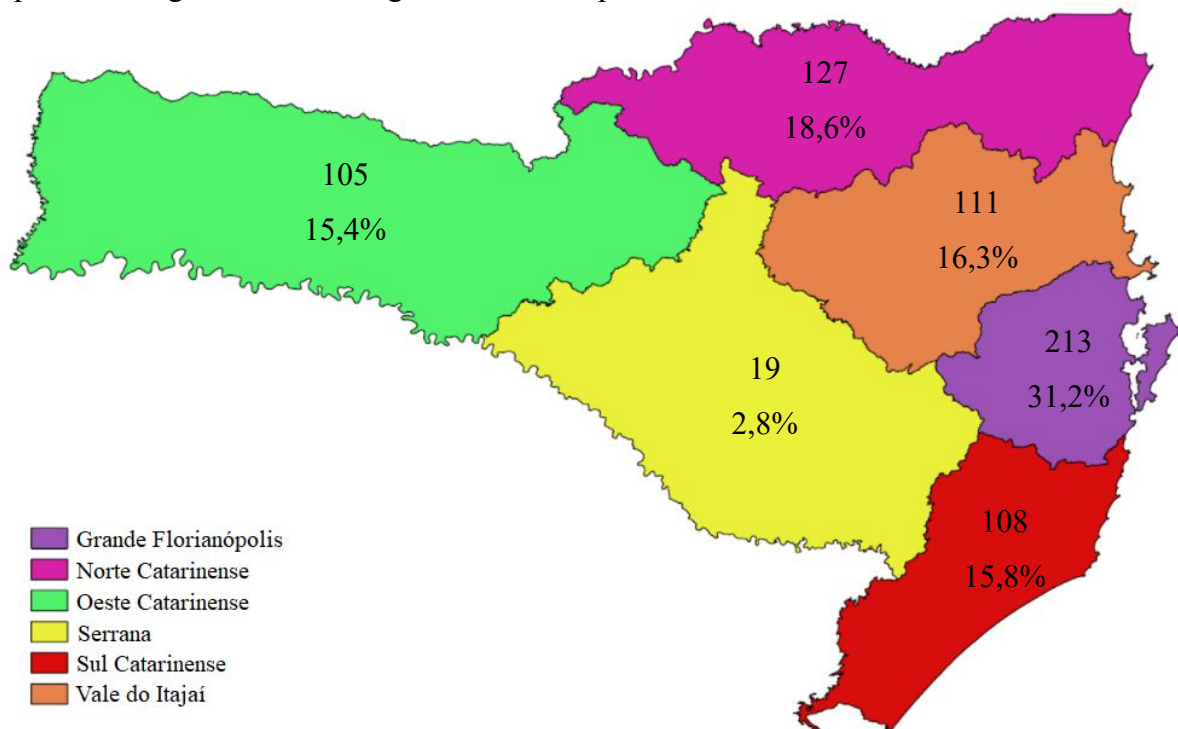 127
18,6%
105
15,4%
111
16,3%
213
31,2%
19
2,8%
108
15,8%
Grande Florianópolis
Norte Catarinense
Oeste Catarinense
Serrana
Sul Catarinense
Vale do Itajaí